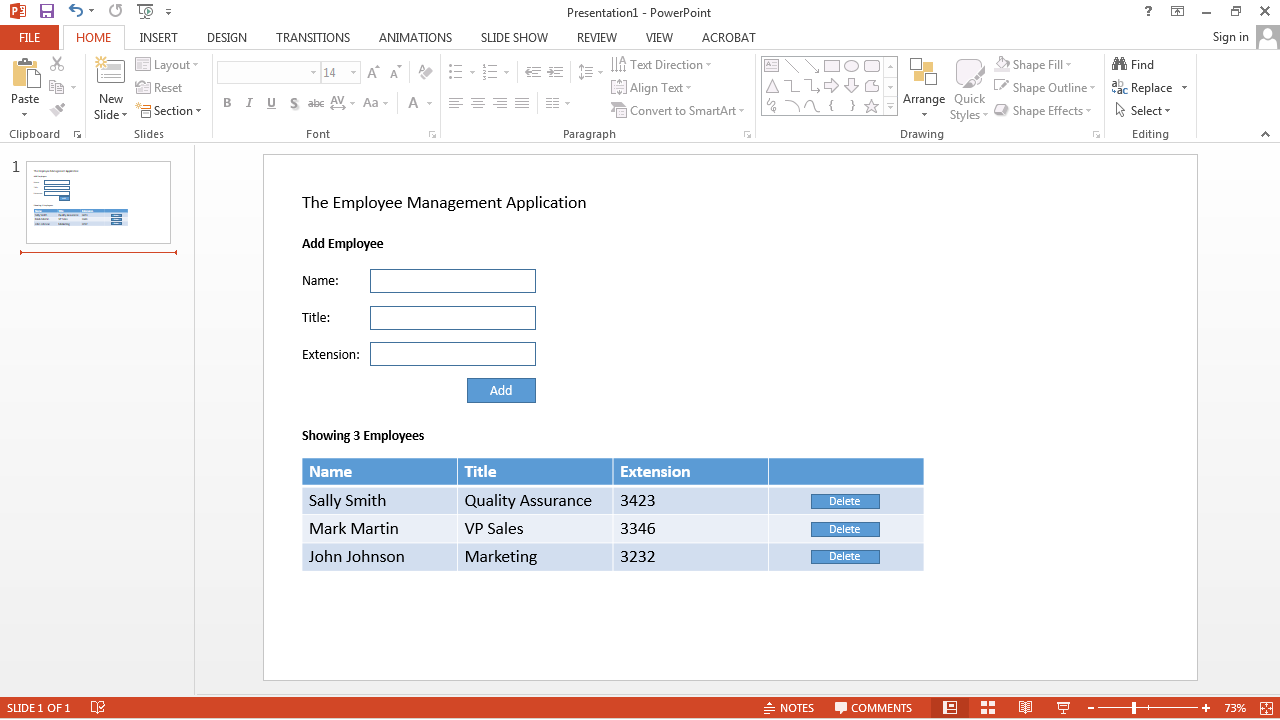 Presentation1 - PowerPoint
?
FILE HOME INSERT DESIGN TRANSITIONS ANIMATIONS SLIDE SHOW REVIEW VIEW ACROBAT Sign in
Paste
Clipboard
New Slide
Layout
Reset
Section
Slides
14
B I U S abc AV Aa A
Font
Text Direction
Align Text
Convert to SmartArt
Paragraph
Arrange
Quick Styles
Shape Fill
Shape Outline
Shape Effects
Drawing
Find
Replace
Select
Editing
1
The Employee Management Application
Add Employee
Name:
Title:
Extension:
Add
Showing 3 Employees
Name Title Extension
Sally Smith Quality Assurance 3423 Delete
Mark Martin VP Sales 3346 Delete
John Johnson Marketing 3232 Delete
SLIDE 1 OF 1 NOTES COMMENTS 73%